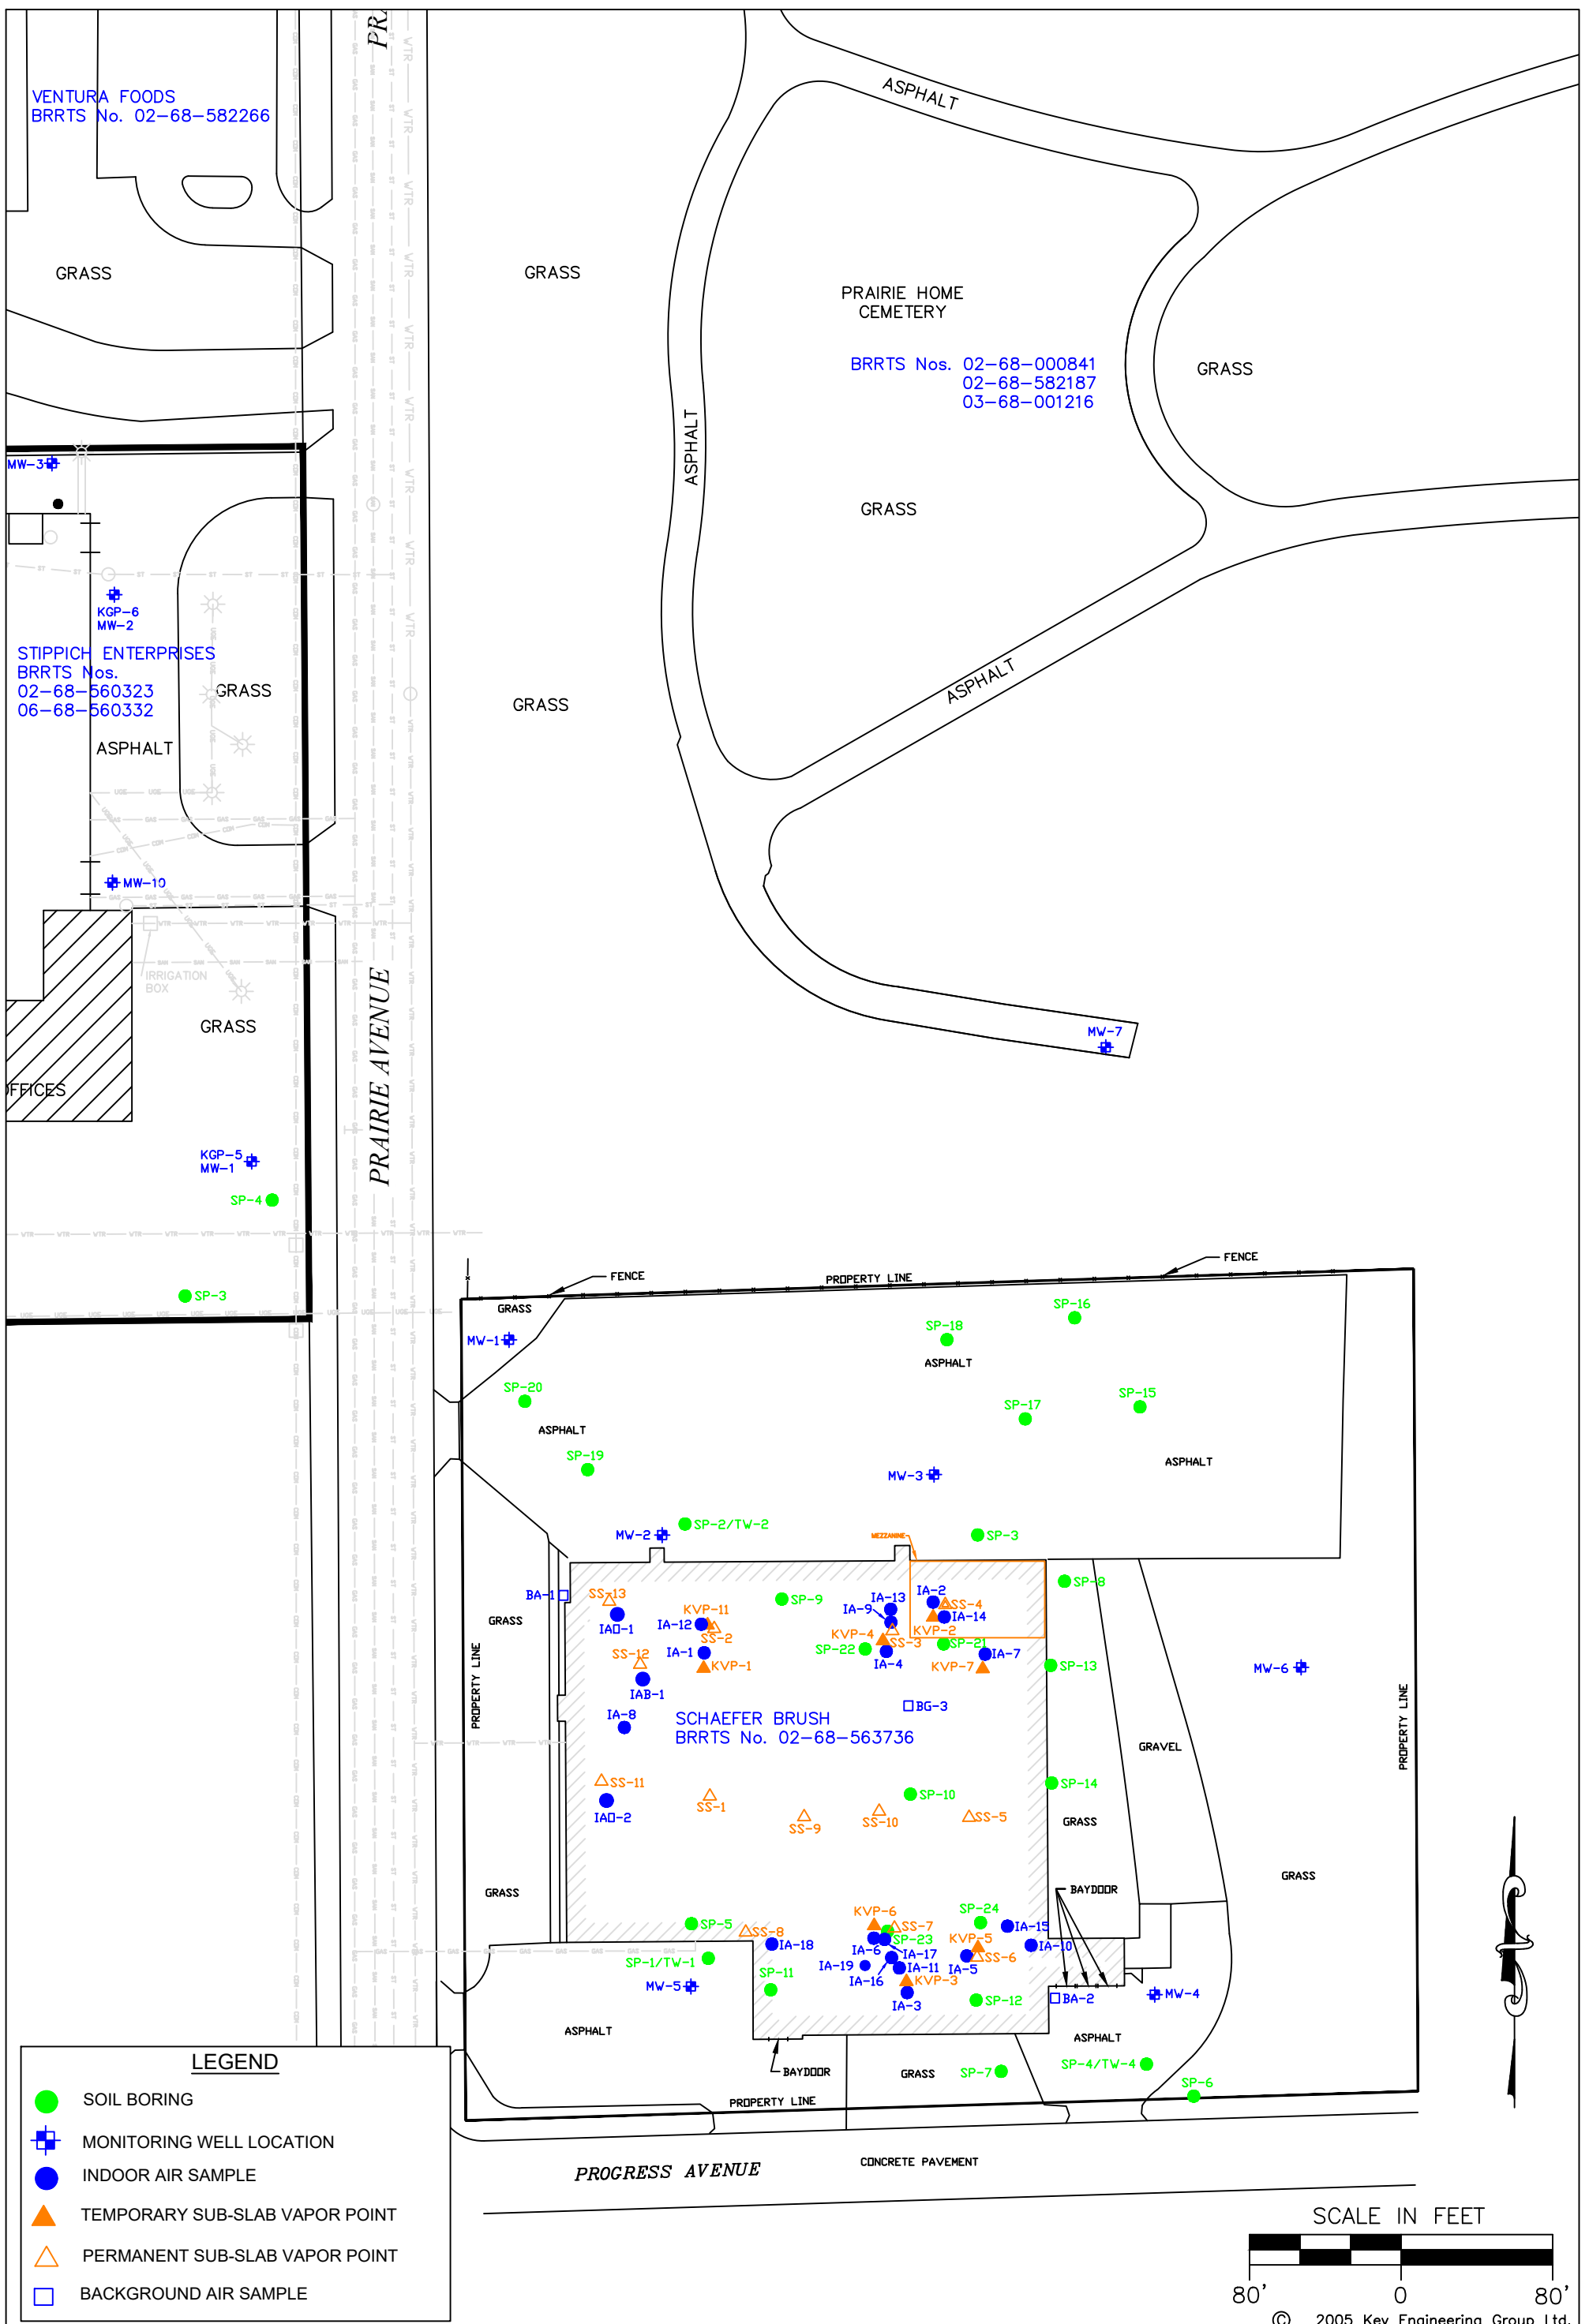 PRA
VENTURA FOODS
BRRTS No. 02-68-582266
ASPHALT
GRASS
GRASS
PRAIRIE HOME
CEMETERY
BRRTS Nos. 02-68-000841
02-68-582187
03-68-001216
GRASS
ASPHALT
MW-3
GRASS
KGP-6
MW-2
STIPPICH ENTERPRISES
BRRTS Nos.
02-68-560323
06-68-560332
GRASS
GRASS
ASPHALT
ASPHALT
MW-10
IRRIGATION
BOX
GRASS
PRAIRIE AVENUE
MW-7
OFFICES
KGP-5
MW-1
SP-4
SP-3
FENCE
FENCE
PROPERTY LINE
GRASS
MW-1
SP-18
SP-16
ASPHALT
SP-20
SP-17
SP-15
ASPHALT
SP-19
ASPHALT
MW-3
SP-2/TW-2
MW-2
MEZZANINE
SP-3
SP-8
BA-1
SS-13
IAO-1
KVP-11
IA-12
SS-2
SP-9
IA-13
IA-9
IA-2
SS-4
IA-14
KVP-2
KVP-4
SS-3
GRASS
SS-12
IA-1
KVP-1
SP-22
IA-4
SP-21
IA-7
KVP-7
SP-13
MW-6
IAB-1
PROPERTY LINE
PROPERTY LINE
IA-8
BG-3
SCHAEFER BRUSH
BRRTS No. 02-68-563736
GRAVEL
SS-11
IAO-2
SS-1
SS-9
SS-10
SP-10
SS-5
SP-14
GRASS
GRASS
GRASS
BAYDOOR
SP-5
SS-8
KVP-6
SS-7
SP-23
SP-24
IA-15
IA-18
IA-6
IA-17
KVP-5
IA-10
SS-6
SP-1/TW-1
SP-11
IA-19
IA-16
IA-11
IA-5
MW-5
KVP-3
IA-3
SP-12
BA-2
MW-4
ASPHALT
ASPHALT
BAYDOOR
GRASS
SP-7
SP-4/TW-4
SP-6
PROPERTY LINE
PROGRESS AVENUE
CONCRETE PAVEMENT
LEGEND
SOIL BORING
MONITORING WELL LOCATION
INDOOR AIR SAMPLE
TEMPORARY SUB-SLAB VAPOR POINT
PERMANENT SUB-SLAB VAPOR POINT
BACKGROUND AIR SAMPLE
SCALE IN FEET
80' 0 80'
© 2005 Key Engineering Group Ltd.